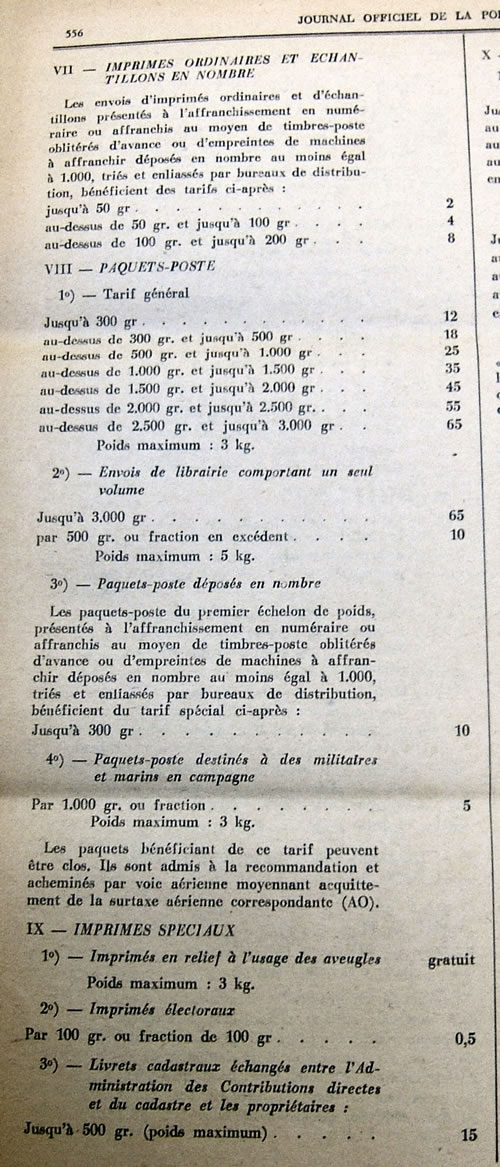 556
JOURNAL OFFICIEL DE LA
VII — IMPRIMES ORDINAIRES ET ECHAN-
TILLONS EN NOMBRE
Les envois d'imprimés ordinaires et d'échan-
tillons présentés à l'affranchissement en numé-
raire ou affranchis au moyen de timbres-poste
oblitérés d'avance ou d'empreintes de machines
à affranchir déposés en nombre au moins égal
à 1.000, triés et enliassés par bureaux de distribu-
tion, bénéficient des tarifs ci-après :
jusqu'à 50 gr . . . . . . . . . . . 2
au-dessus de 50 gr. et jusqu'à 100 gr . . . . 4
au-dessus de 100 gr. et jusqu'à 200 gr . . . 8
VIII — PAQUETS-POSTE
1º) — Tarif général
Jusqu'à 300 gr . . . . . . . . . . . 12
au-dessus de 300 gr. et jusqu'à 500 gr . . . . 18
au-dessus de 500 gr. et jusqu'à 1.000 gr . . . 25
au-dessus de 1.000 gr. et jusqu'à 1.500 gr . . . 35
au-dessus de 1.500 gr. et jusqu'à 2.000 gr . . . 45
au-dessus de 2.000 gr. et jusqu'à 2.500 gr. . . . 55
au-dessus de 2.500 gr. et jusqu'à 3.000 gr . . 65
Poids maximum : 3 kg.
2º) — Envois de librairie comportant un seul
volume
Jusqu'à 3.000 gr . . . . . . . . . . 65
par 500 gr. ou fraction en excédent . . . . 10
Poids maximum : 5 kg.
3º) — Paquets-poste déposés en nombre
Les paquets-poste du premier échelon de poids,
présentés à l'affranchissement en numéraire ou
affranchis au moyen de timbres-poste oblitérés
d'avance ou d'empreintes de machines à affran-
chir déposés en nombre au moins égal à 1.000,
triés et enliassés par bureaux de distribution,
bénéficient du tarif spécial ci-après :
Jusqu'à 300 gr . . . . . . . . . . . 10
4º) — Paquets-poste destinés à des militaires
et marins en campagne
Par 1.000 gr. ou fraction . . . . . . . . 5
Poids maximum : 3 kg.
Les paquets bénéficiant de ce tarif peuvent
être clos. Ils sont admis à la recommandation et
acheminés par voie aérienne moyennant acquitte-
ment de la surtaxe aérienne correspondante (AO).
IX — IMPRIMES SPECIAUX
1º) — Imprimés en relief à l'usage des aveugles gratuit
Poids maximum : 3 kg.
2º) — Imprimés électoraux
Par 100 gr. ou fraction de 100 gr . . . . . 0,5
3º) — Livrets cadastraux échangés entre l'Ad-
ministration des Contributions directes
et du cadastre et les propriétaires :
Jusqu'à 500 gr. (poids maximum) . . . . . 15
X